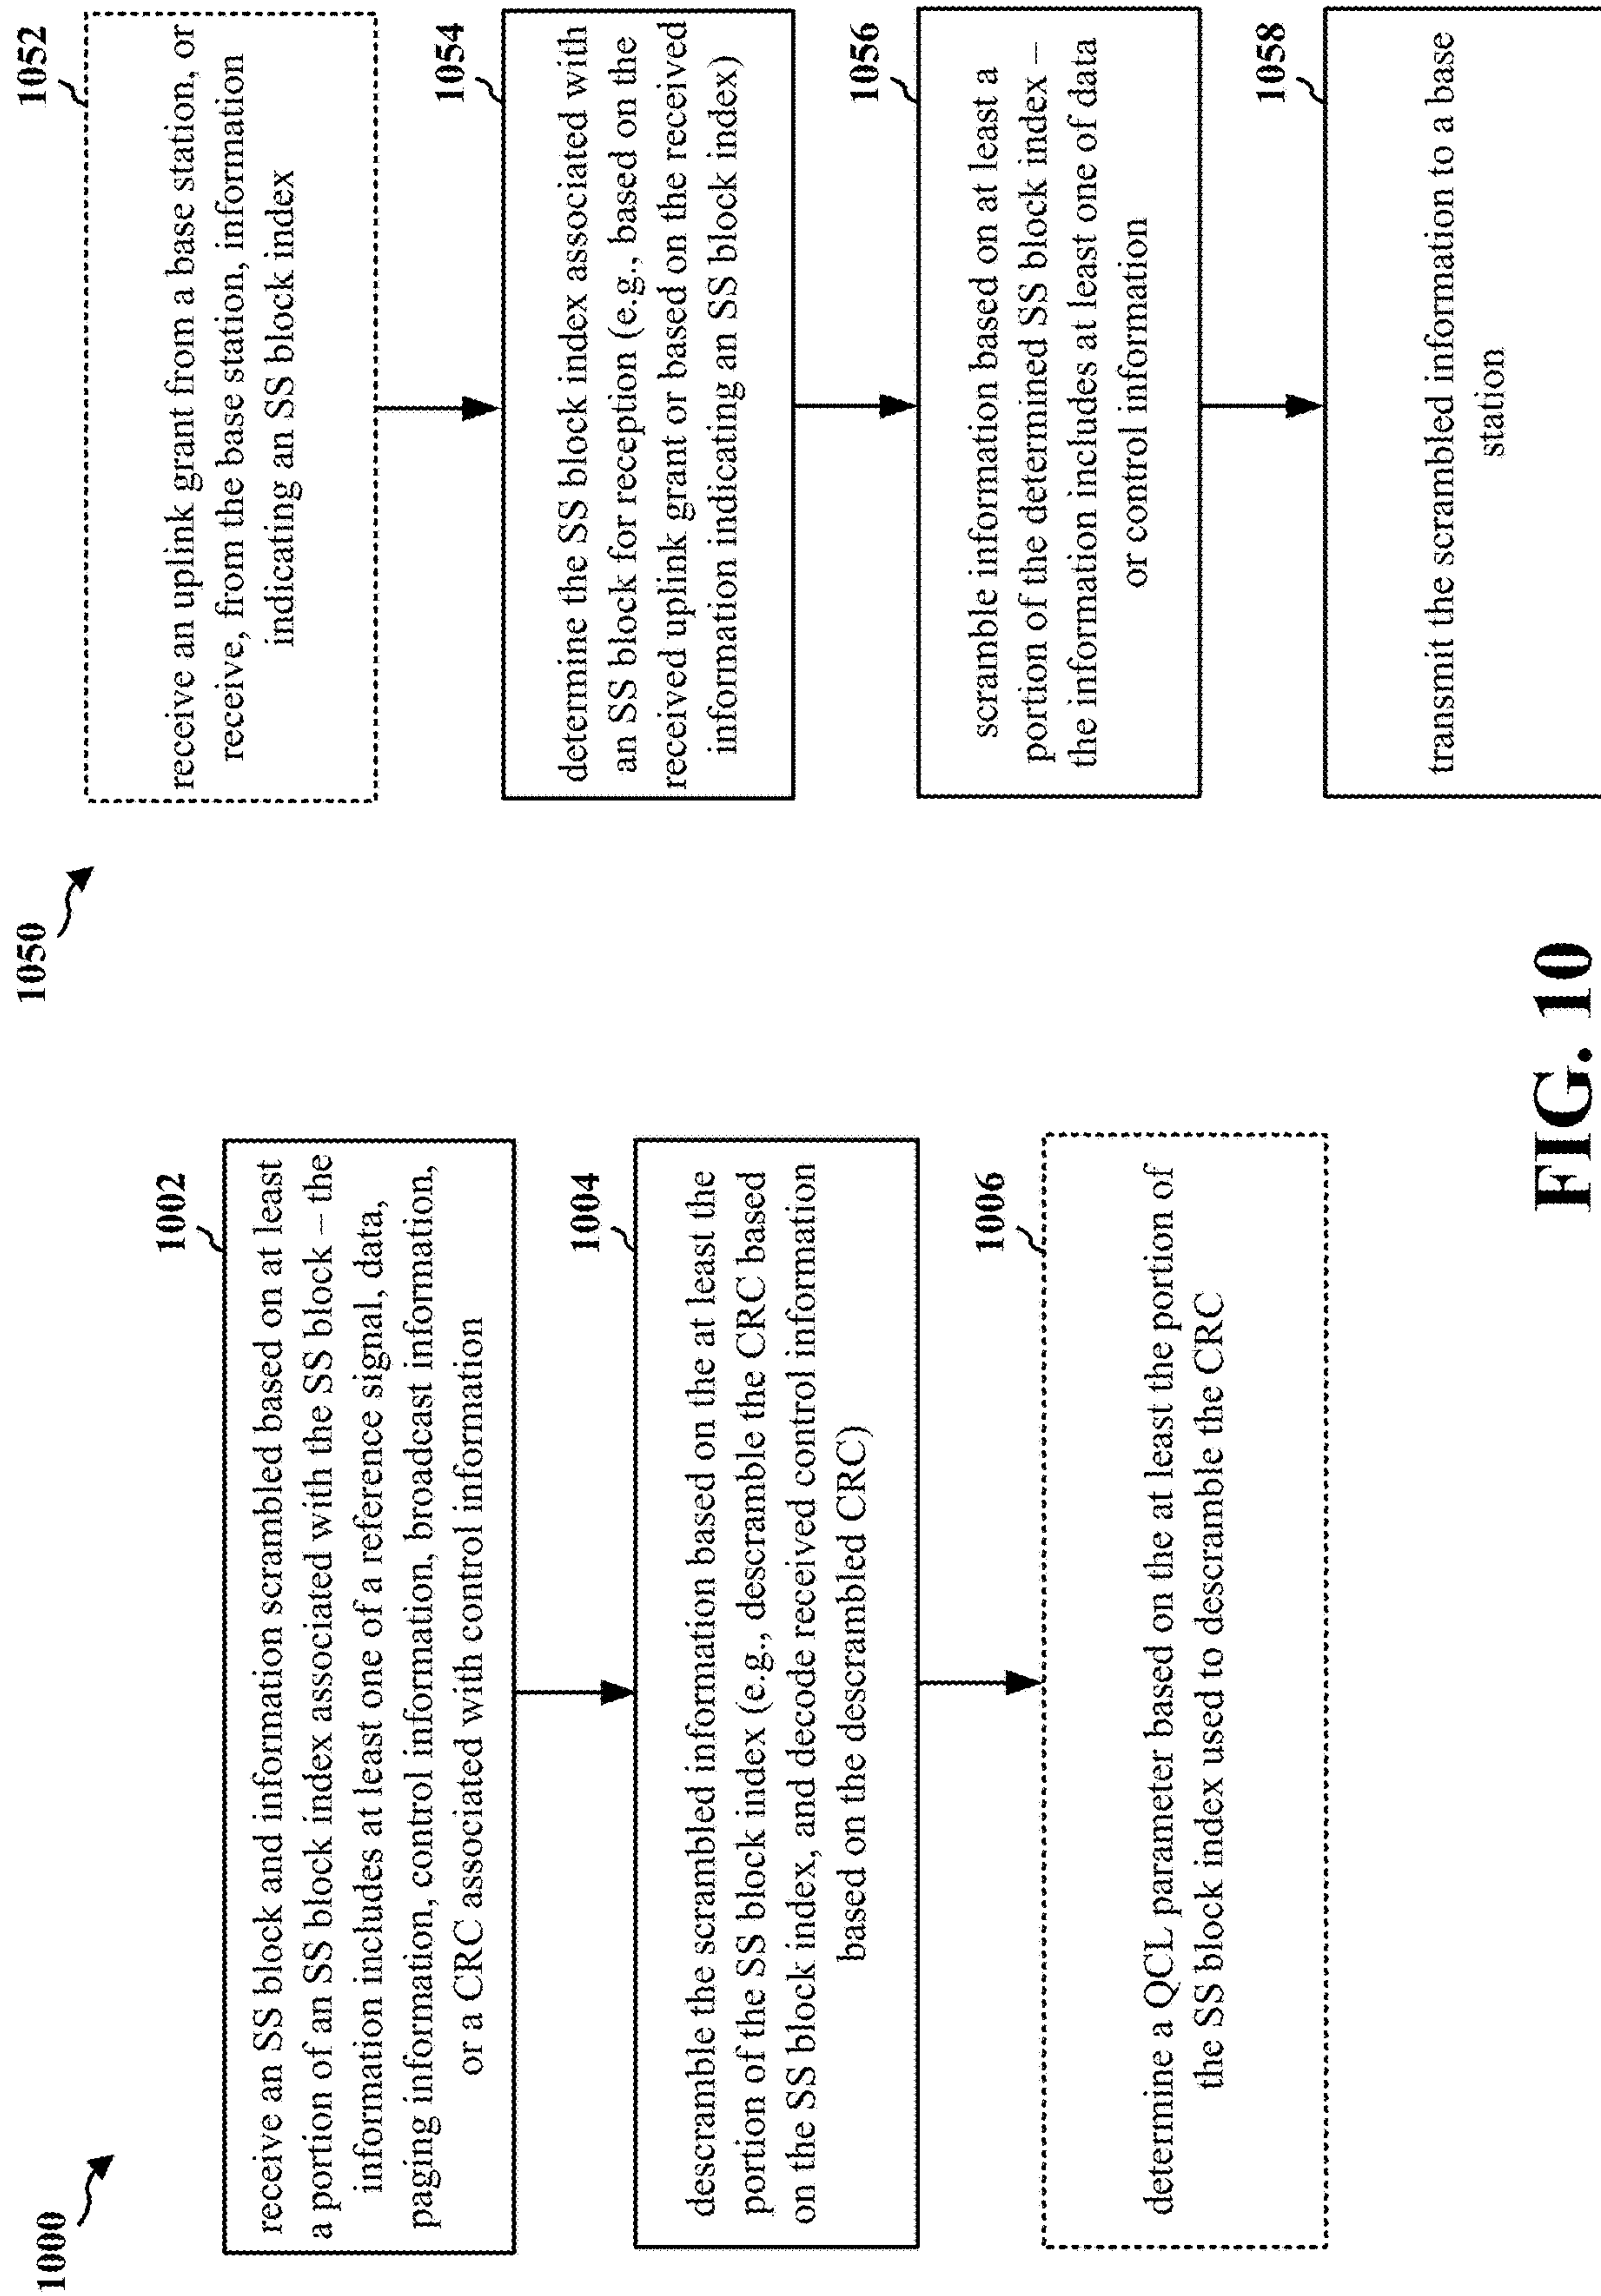 1000
1002
receive an SS block and information scrambled based on at least
a portion of an SS block index associated with the SS block – the
information includes at least one of a reference signal, data,
paging information, control information, broadcast information,
or a CRC associated with control information
1004
descramble the scrambled information based on the at least the
portion of the SS block index (e.g., descramble the CRC based
on the SS block index, and decode received control information
based on the descrambled CRC)
1006
determine a QCL parameter based on the at least the portion of
the SS block index used to descramble the CRC
1050
1052
receive an uplink grant from a base station, or
receive, from the base station, information
indicating an SS block index
1054
determine the SS block index associated with
an SS block for reception (e.g., based on the
received uplink grant or based on the received
information indicating an SS block index)
1056
scramble information based on at least a
portion of the determined SS block index –
the information includes at least one of data
or control information
1058
transmit the scrambled information to a base
station
FIG. 10